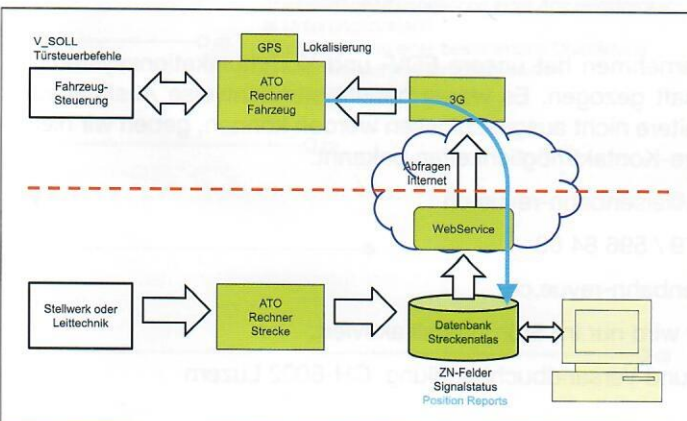 V_SOLL
Türsteuerbefehle
GPS
Lokalisierung
Fahrzeug-
Steuerung
ATO
Rechner
Fahrzeug
3G
Abfragen
Internet
WebService
Stellwerk oder
Leittechnik
ATO
Rechner
Strecke
Datenbank
Streckenatlas
ZN-Felder
Signalstatus
Position Reports